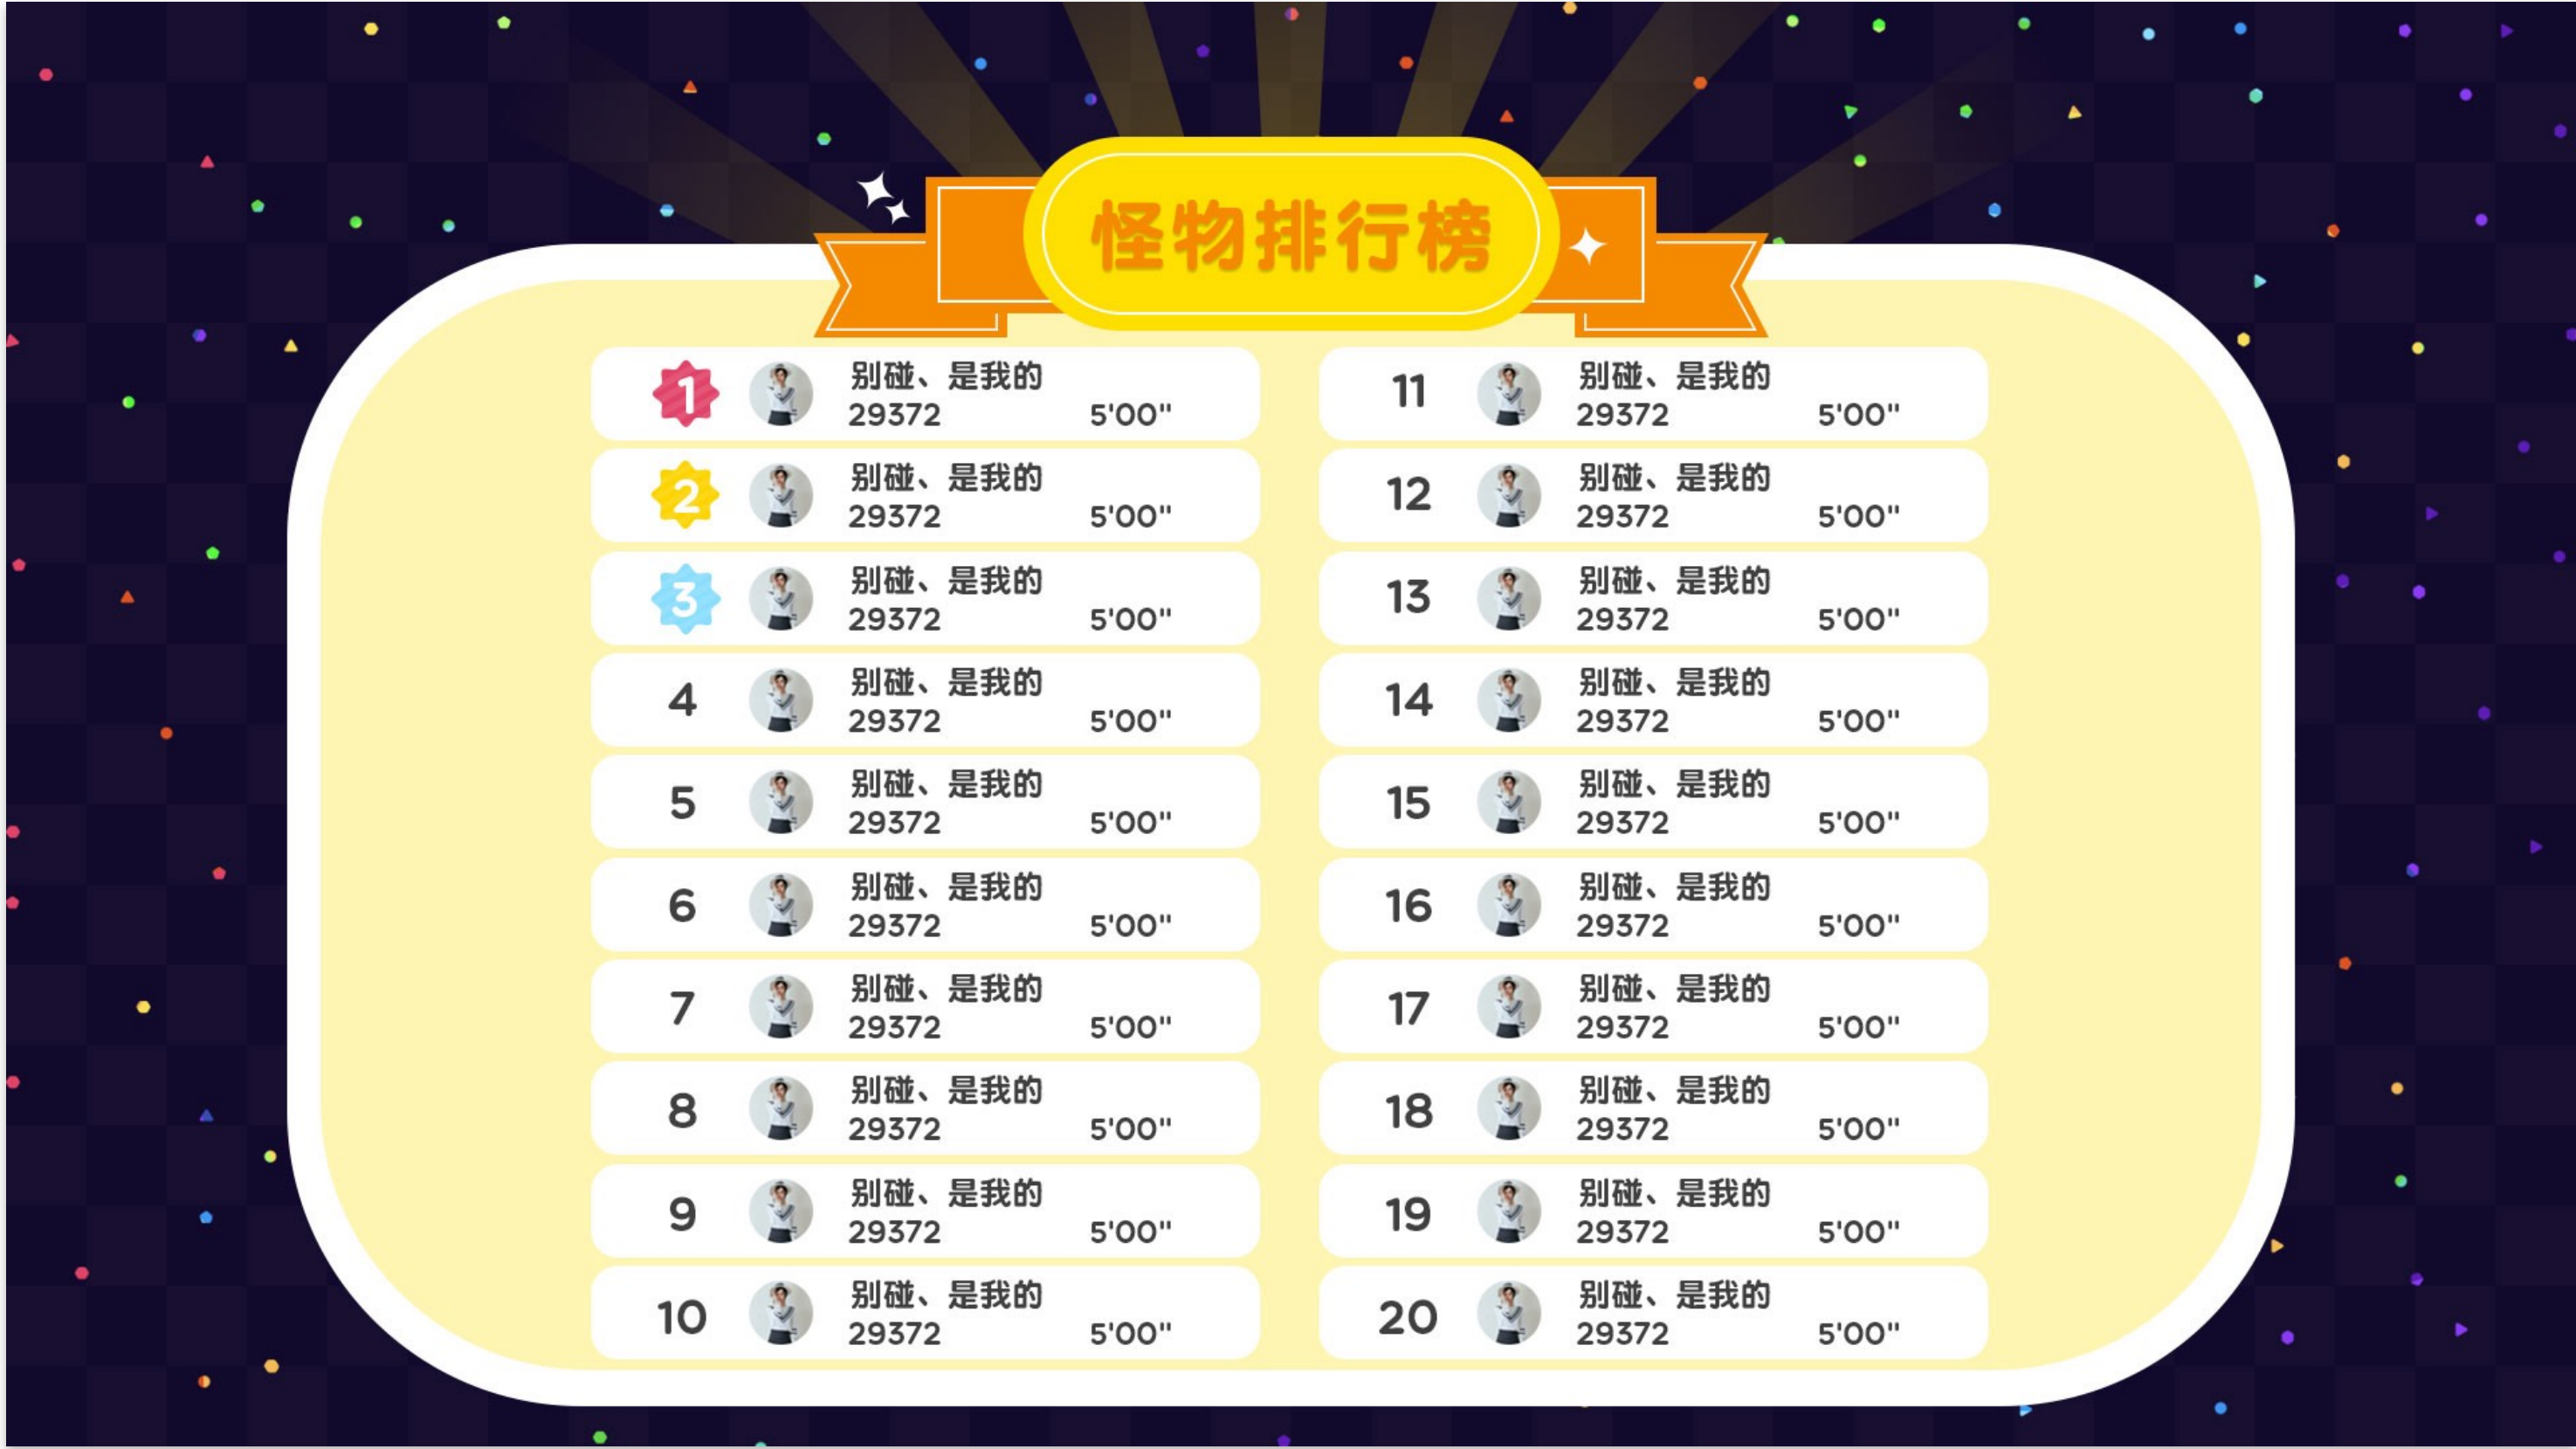 怪物排行榜
1 别碰、是我的
29372 5'00"
2 别碰、是我的
29372 5'00"
3 别碰、是我的
29372 5'00"
4 别碰、是我的
29372 5'00"
5 别碰、是我的
29372 5'00"
6 别碰、是我的
29372 5'00"
7 别碰、是我的
29372 5'00"
8 别碰、是我的
29372 5'00"
9 别碰、是我的
29372 5'00"
10 别碰、是我的
29372 5'00"
11 别碰、是我的
29372 5'00"
12 别碰、是我的
29372 5'00"
13 别碰、是我的
29372 5'00"
14 别碰、是我的
29372 5'00"
15 别碰、是我的
29372 5'00"
16 别碰、是我的
29372 5'00"
17 别碰、是我的
29372 5'00"
18 别碰、是我的
29372 5'00"
19 别碰、是我的
29372 5'00"
20 别碰、是我的
29372 5'00"